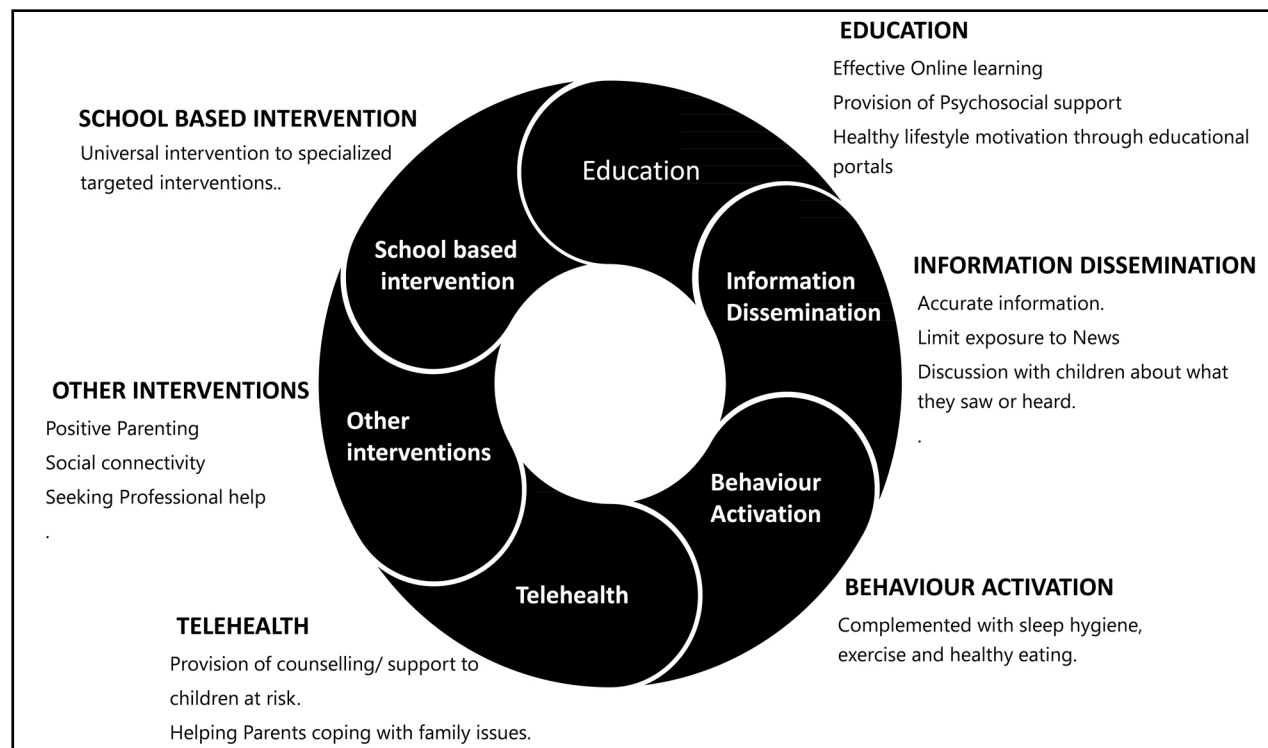 EDUCATION
Effective Online learning
Provision of Psychosocial support
Healthy lifestyle motivation through educational
portals
SCHOOL BASED INTERVENTION
Universal intervention to specialized
targeted interventions..
Education
School based
intervention
Information
Dissemination
INFORMATION DISSEMINATION
Accurate information.
Limit exposure to News
Discussion with children about what
they saw or heard.
.
OTHER INTERVENTIONS
Positive Parenting
Social connectivity
Seeking Professional help
.
Other
interventions
Behaviour
Activation
Telehealth
BEHAVIOUR ACTIVATION
Complemented with sleep hygiene,
exercise and healthy eating.
TELEHEALTH
Provision of counselling/ support to
children at risk.
Helping Parents coping with family issues.